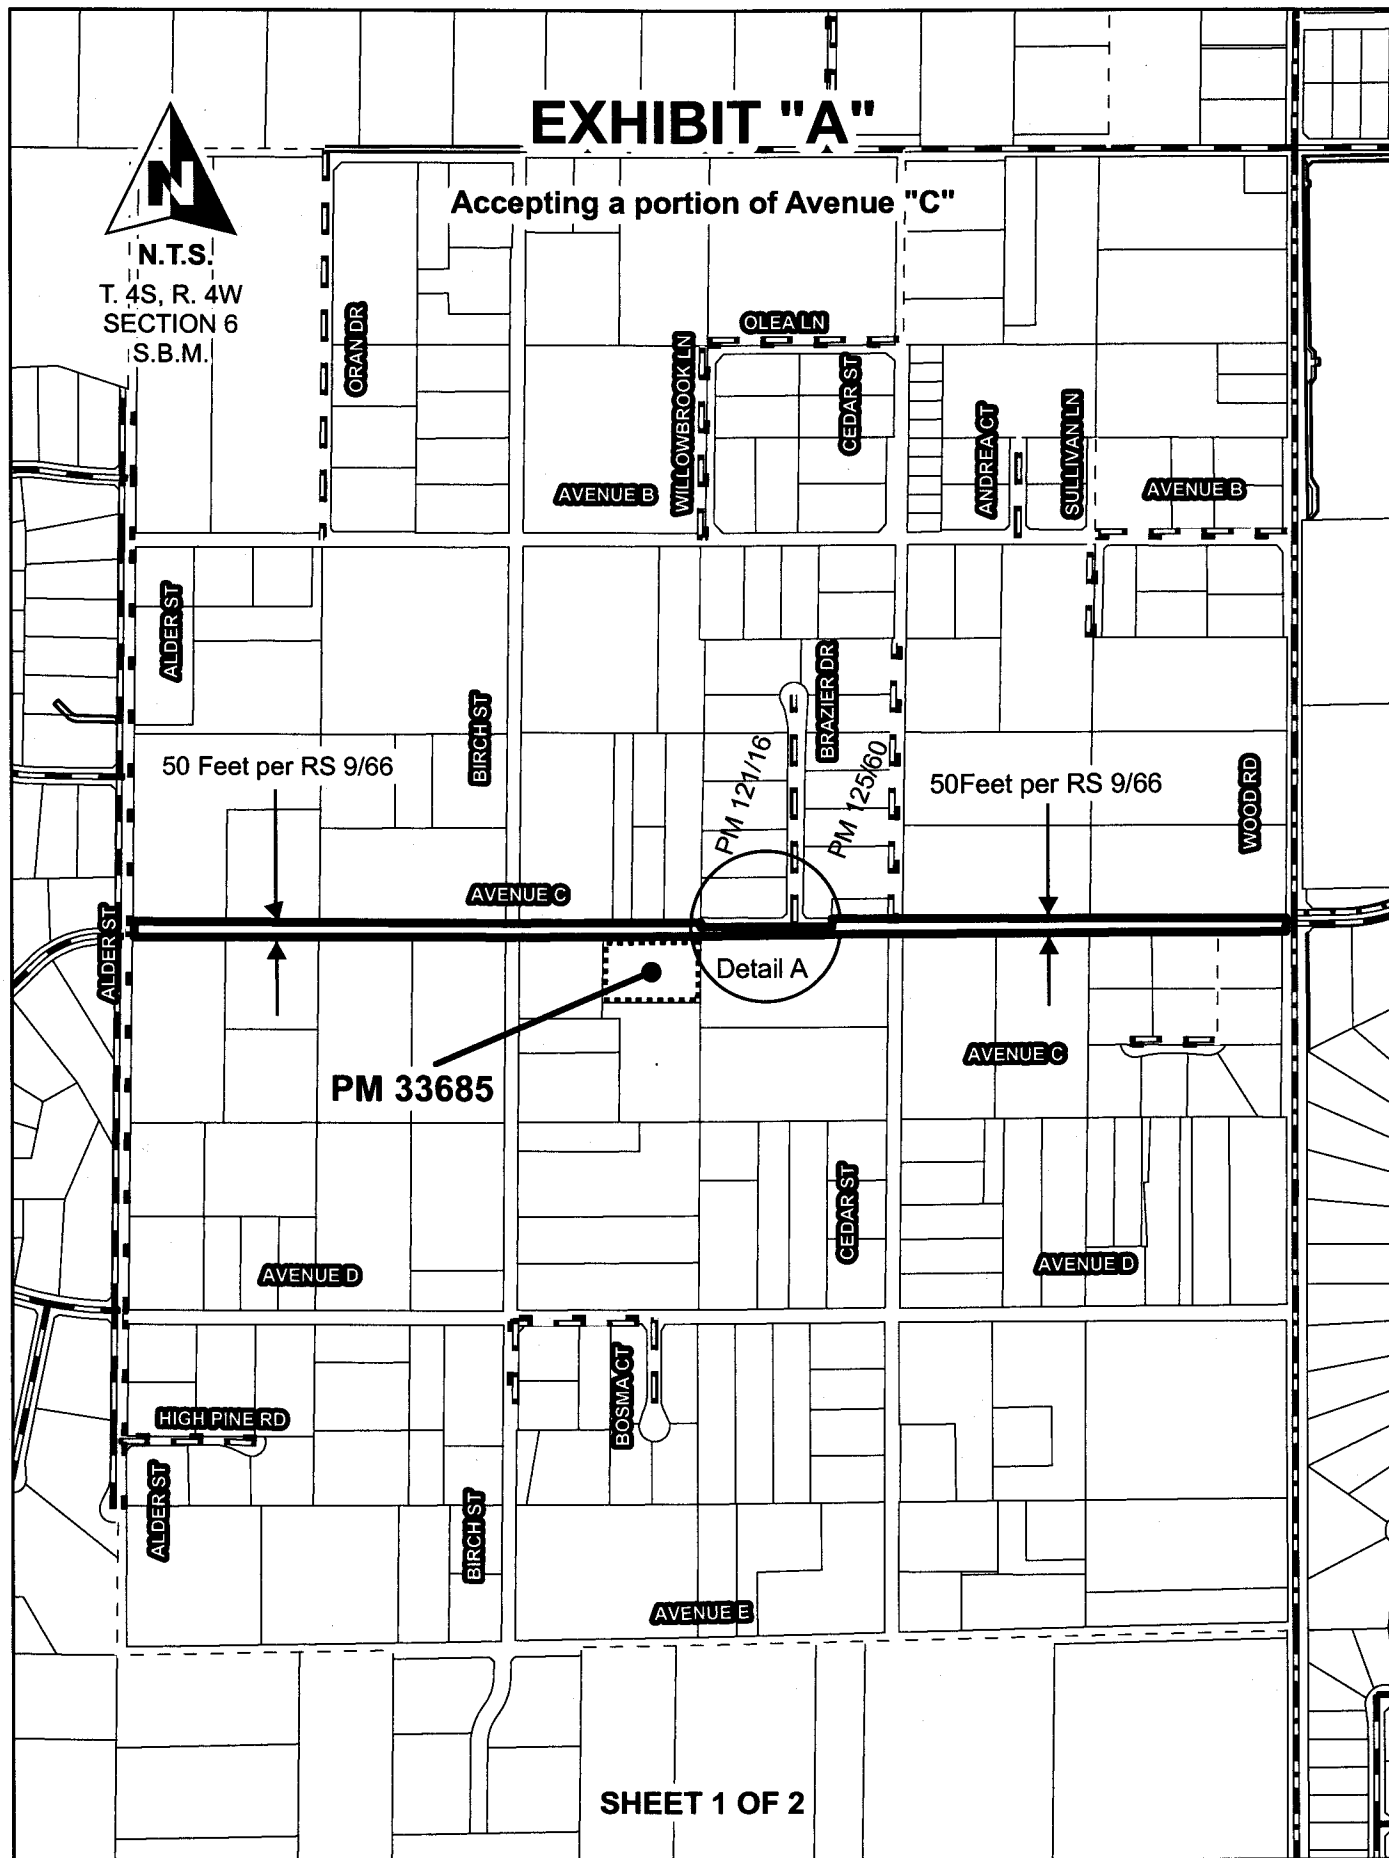 EXHIBIT "A"
N
Accepting a portion of Avenue "C"
N.T.S.
T. 4S, R. 4W
SECTION 6
S.B.M.
ORAN DR
OLEA LN
WILLOWBROOK LN
CEDAR ST
ANDREA CT
SULLIVAN LN
AVENUE B
AVENUE B
ALDER ST
BIRCH ST
BRAZIER DR
PM 121/16
PM 125/60
50 Feet per RS 9/66
50Feet per RS 9/66
WOOD RD
AVENUE C
ALDER ST
Detail A
AVENUE C
PM 33685
CEDAR ST
AVENUE D
AVENUE D
BOSMA CT
HIGH PINE RD
ALDER ST
BIRCH ST
AVENUE E
SHEET 1 OF 2